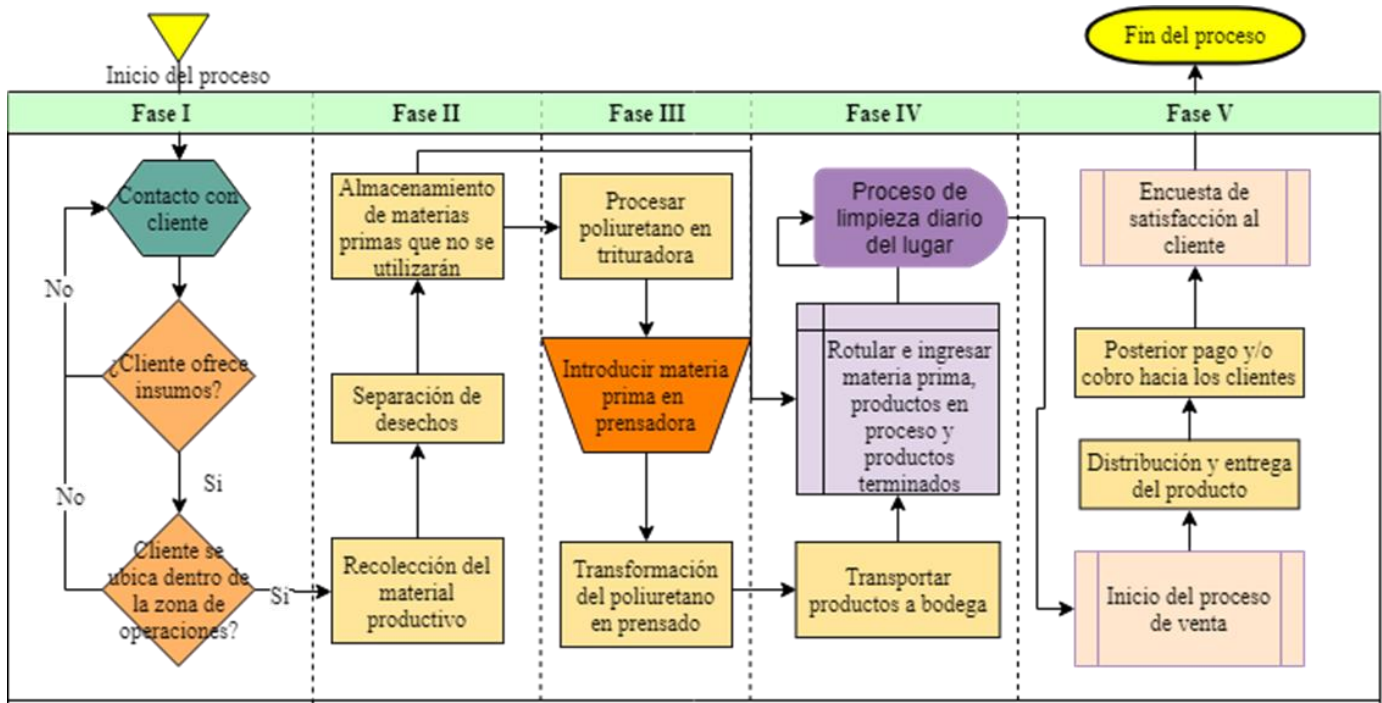 Inicio del proceso
Fin del proceso
Fase I
Fase II
Fase III
Fase IV
Fase V
Contacto con
cliente
No
¿Cliente ofrece
insumos?
Si
No
Cliente se
ubica dentro de
la zona de
operaciones?
Si
Almacenamiento
de materias
primas que no se
utilizarán
Separación de
desechos
Recolección del
material
productivo
Procesar
poliuretano en
trituradora
Introducir materia
prima en
prensadora
Transformación
del poliuretano
en prensado
Proceso de
limpieza diario
del lugar
Rotular e ingresar
materia prima,
productos en
proceso y
productos
terminados
Transportar
productos a bodega
Encuesta de
satisfacción al
cliente
Posterior pago y/o
cobro hacia los clientes
Distribución y entrega
del producto
Inicio del proceso
de venta